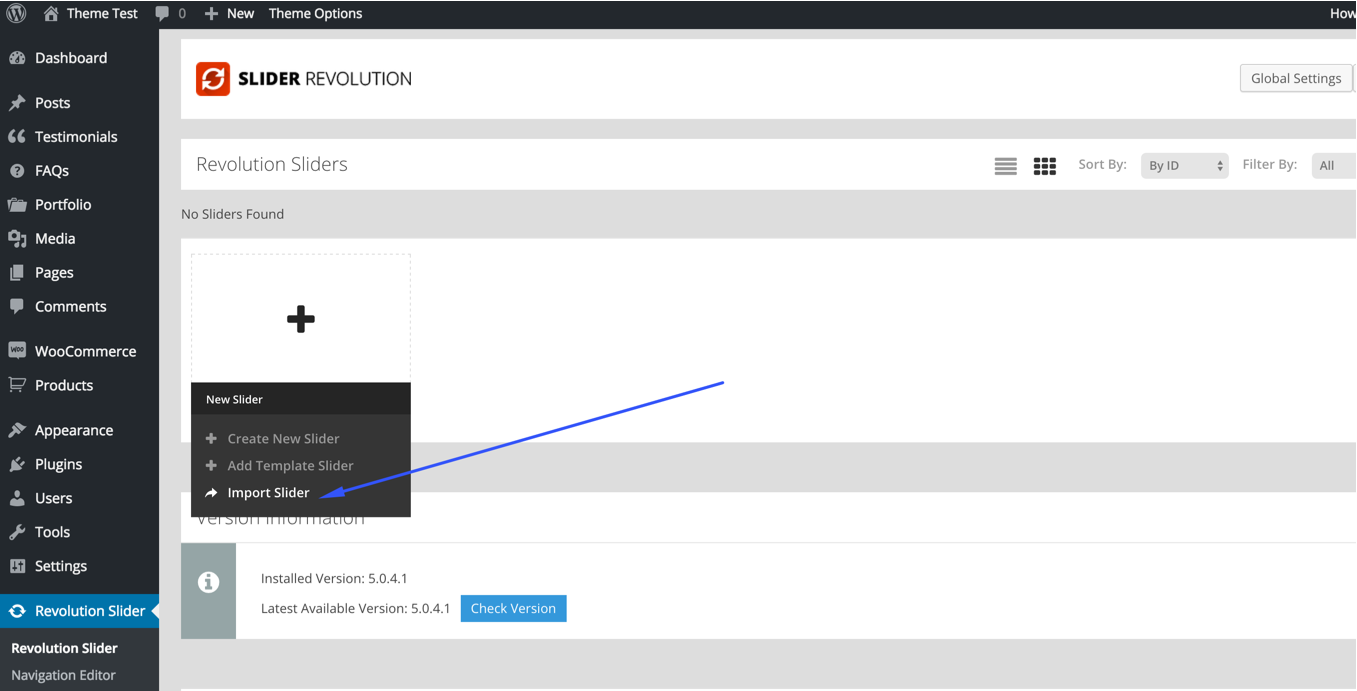 Theme Test 0 New Theme Options How
Dashboard
Posts
Testimonials
FAQs
Portfolio
Media
Pages
Comments
WOO WooCommerce
Products
Appearance
Plugins
Users
Tools
Settings
Revolution Slider
Revolution Slider
Navigation Editor
SLIDER REVOLUTION
Global Settings
Revolution Sliders
Sort By: By ID Filter By: All
No Sliders Found
New Slider
Create New Slider
Add Template Slider
Import Slider
Version Information
Installed Version: 5.0.4.1
Latest Available Version: 5.0.4.1 Check Version